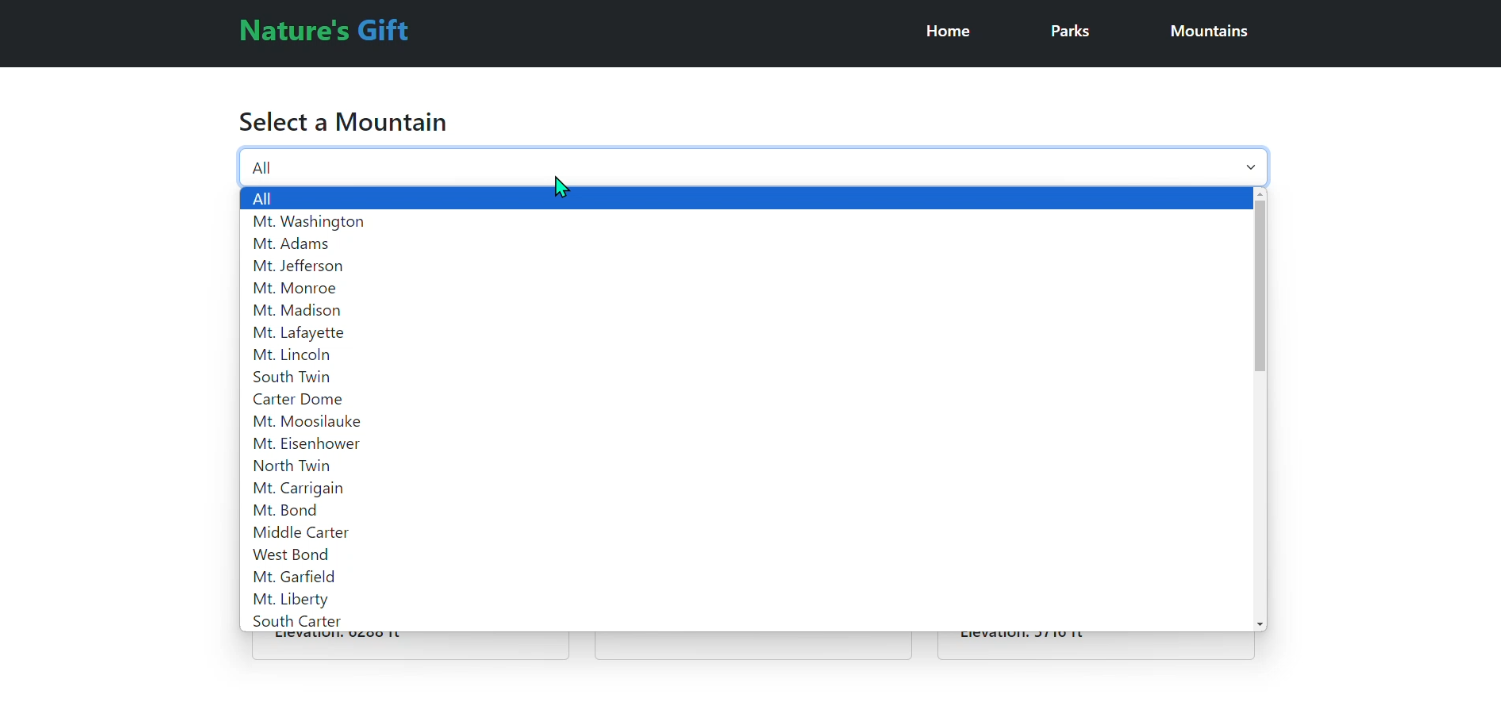 Nature's Gift
Home
Parks
Mountains
Select a Mountain
All
All
Mt. Washington
Mt. Adams
Mt. Jefferson
Mt. Monroe
Mt. Madison
Mt. Lafayette
Mt. Lincoln
South Twin
Carter Dome
Mt. Moosilauke
Mt. Eisenhower
North Twin
Mt. Carrigain
Mt. Bond
Middle Carter
West Bond
Mt. Garfield
Mt. Liberty
South Carter
Elevation: 6288 ft
Elevation: 5716 ft